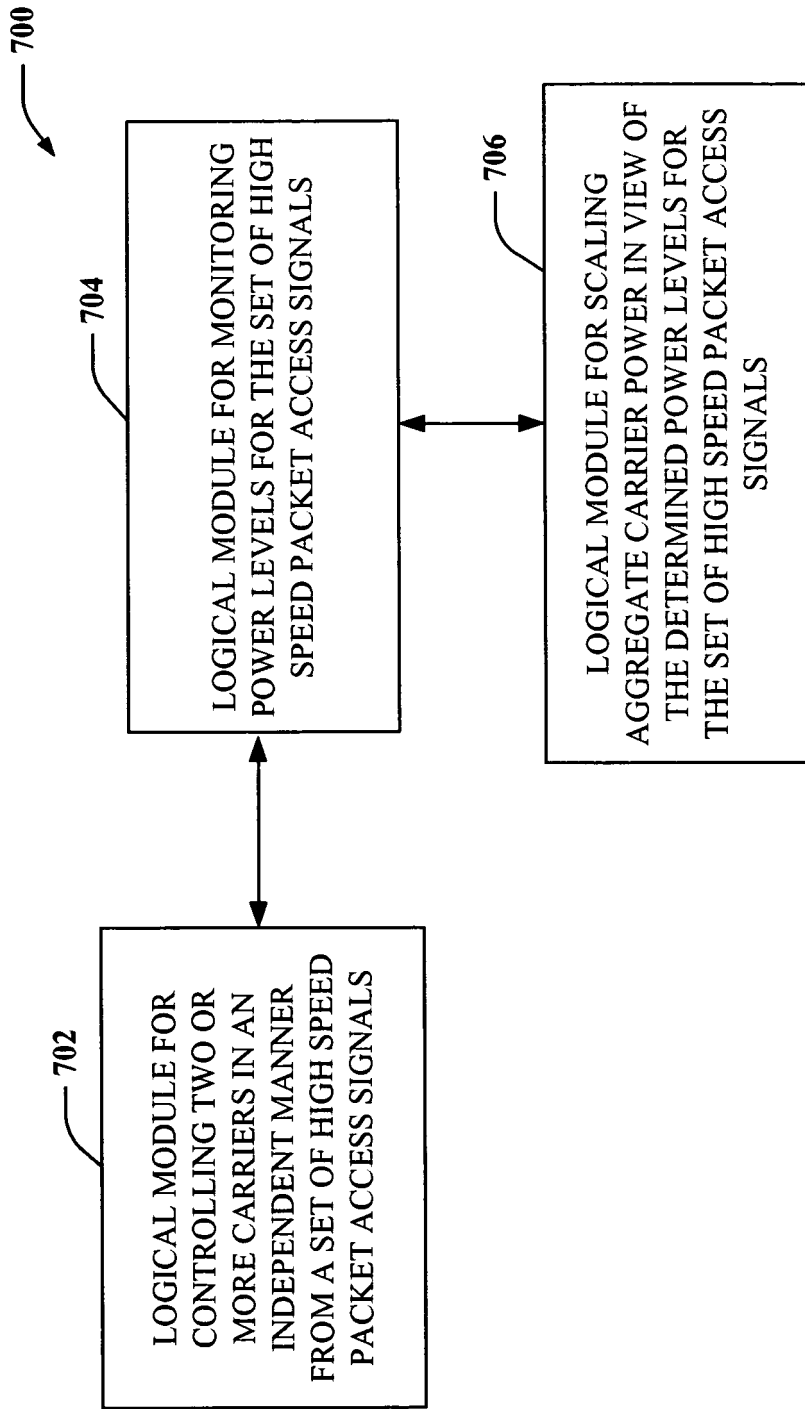 700
702
LOGICAL MODULE FOR
CONTROLLING TWO OR
MORE CARRIERS IN AN
INDEPENDENT MANNER
FROM A SET OF HIGH SPEED
PACKET ACCESS SIGNALS
704
LOGICAL MODULE FOR MONITORING
POWER LEVELS FOR THE SET OF HIGH
SPEED PACKET ACCESS SIGNALS
706
LOGICAL MODULE FOR SCALING
AGGREGATE CARRIER POWER IN VIEW OF
THE DETERMINED POWER LEVELS FOR
THE SET OF HIGH SPEED PACKET ACCESS
SIGNALS